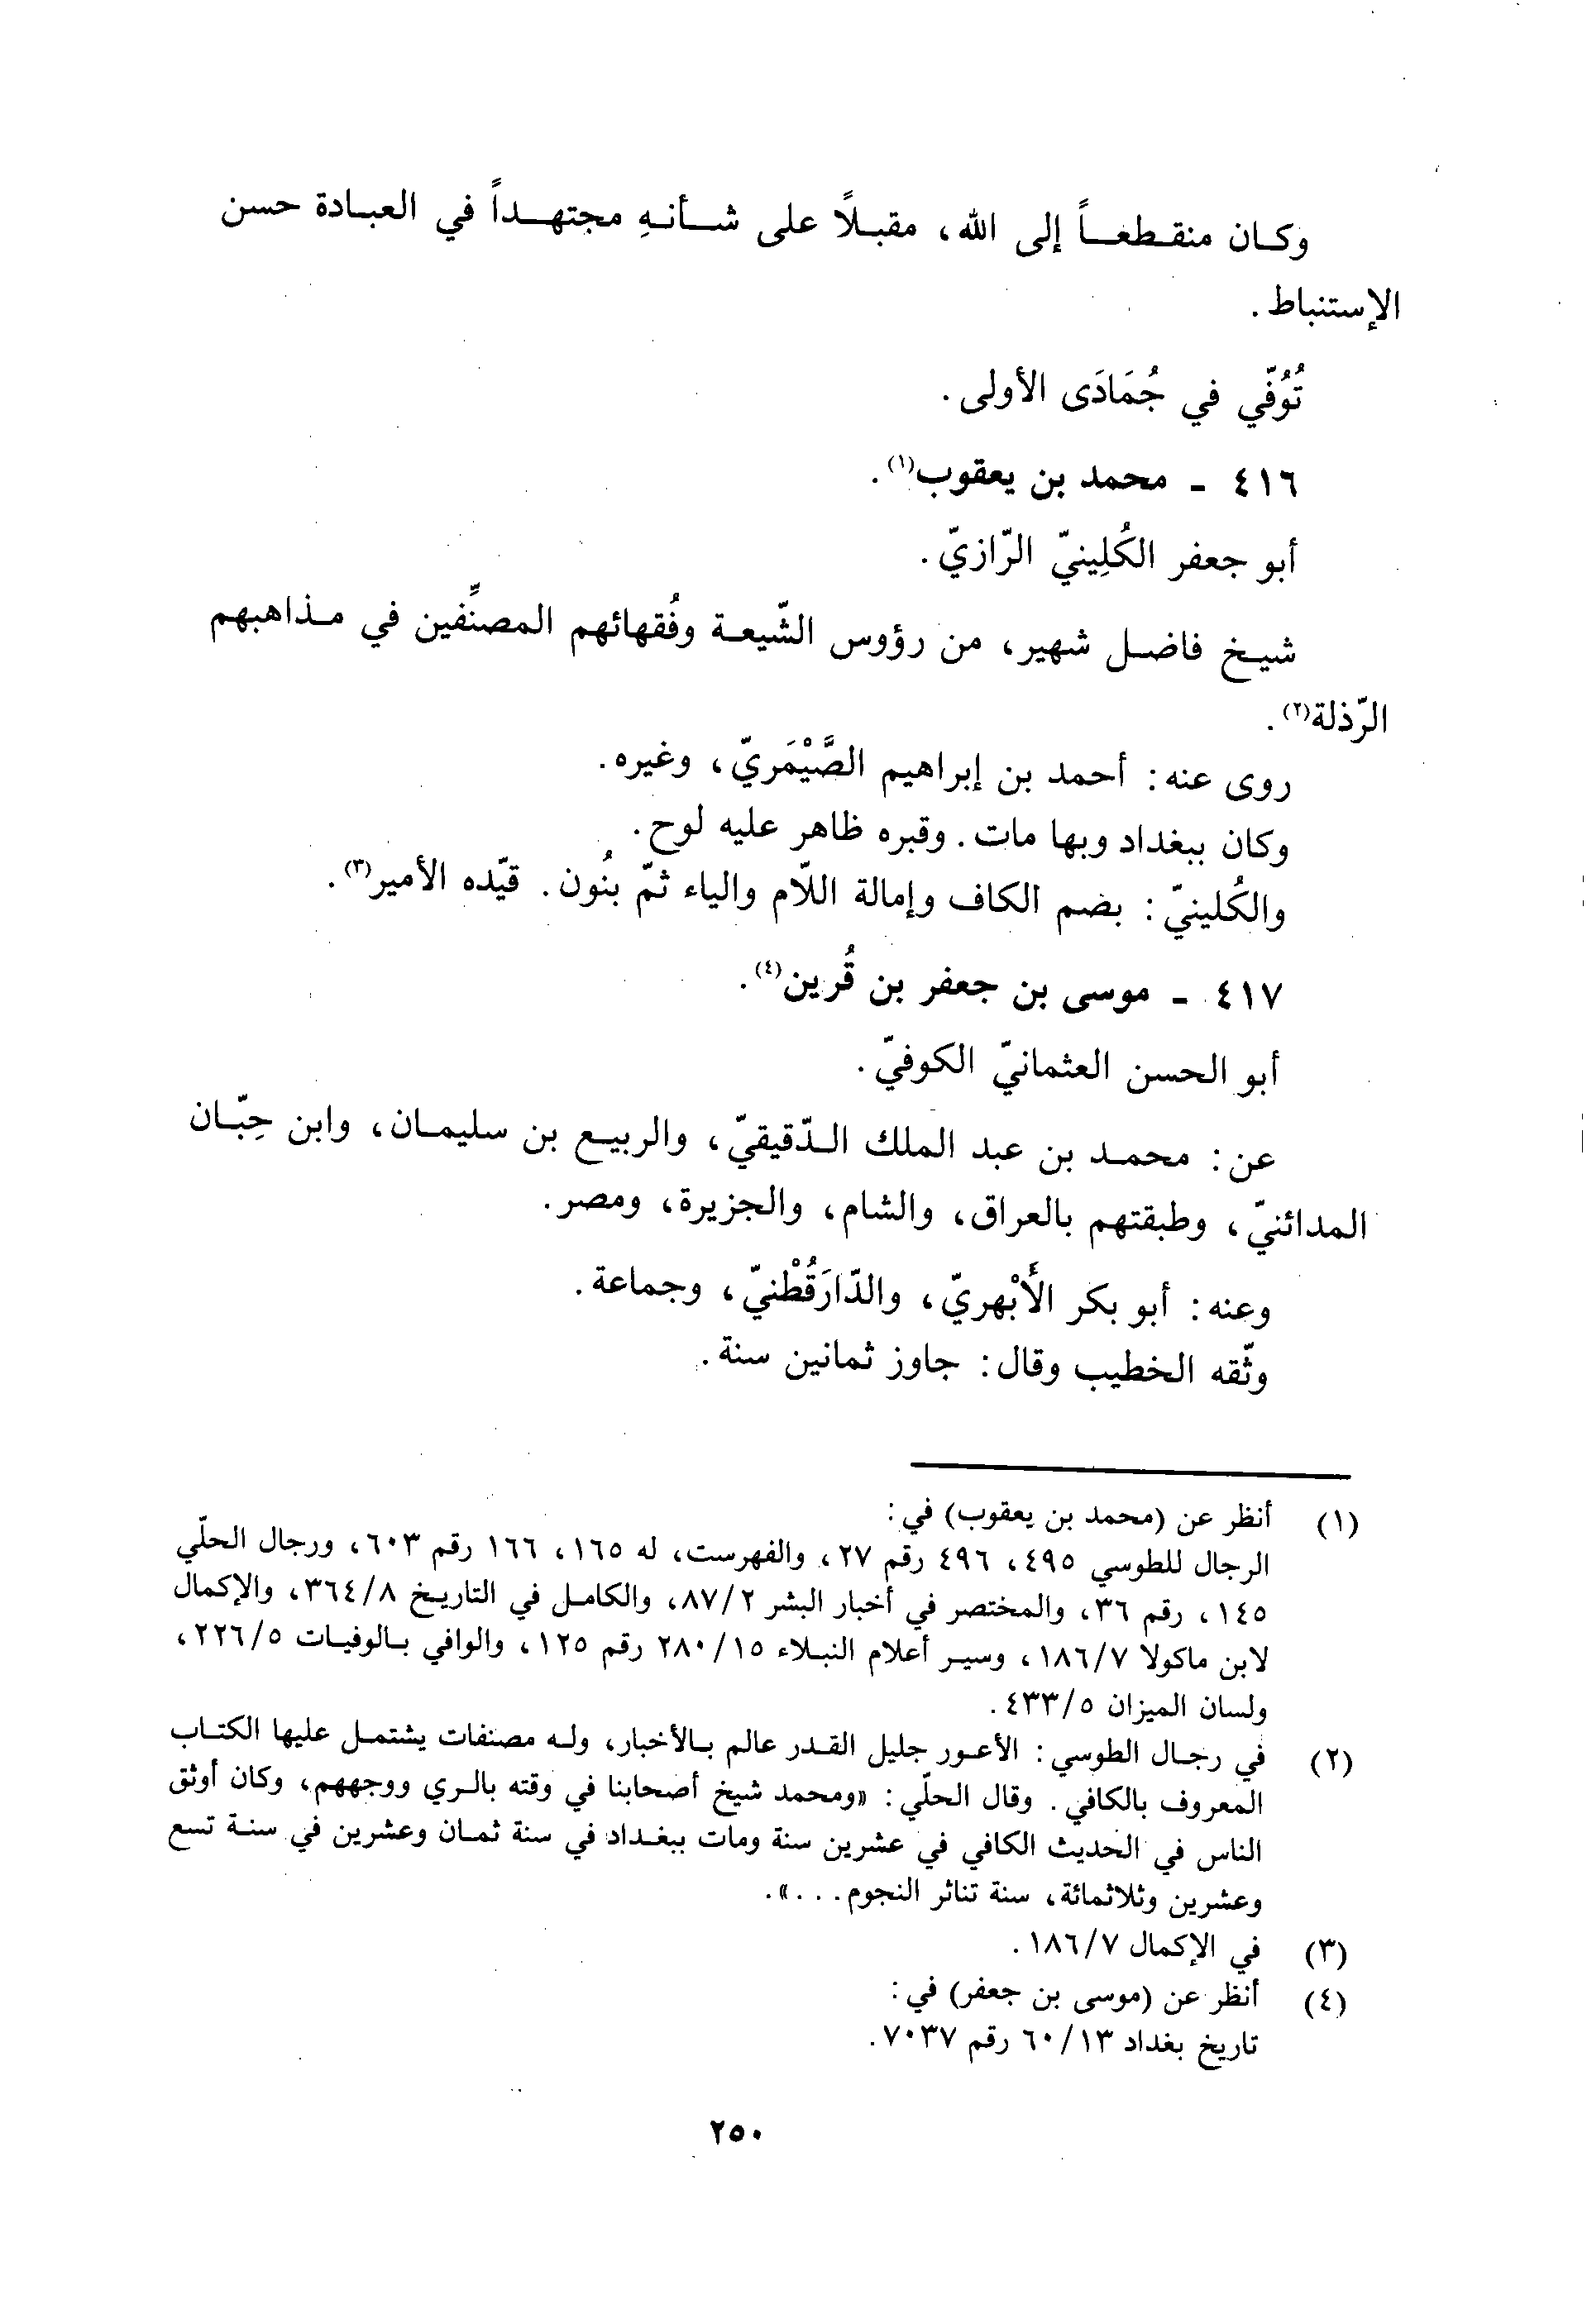 وكان منقطعاً إلى الله، مقبلاً على شأنهِ مجتهداً في العبادة حسن
الإستنباط.
تُوُفّي في جُمَادَى الأولى.
٤١٦ - محمد بن يعقوب(١).
أبو جعفر الكُلِينيّ الرّازيّ.
شيخ فاضل شهير، من رؤوس الشّيعة وفُقهائهم المصنِّفين في مذاهبهم
الرّذلة(٢).
روى عنه: أحمد بن إبراهيم الصَّيْمَريّ، وغيره.
وكان ببغداد وبها مات. وقبره ظاهر عليه لوح.
والكُلينيّ: بضم الكاف وإمالة اللّام والياء ثمّ بنُون. قيّده الأمير(٣).
٤١٧ - موسى بن جعفر بن قُرين(٤).
أبو الحسن العثمانيّ الكوفيّ.
عن: محمد بن عبد الملك الدّقيقيّ، والربيع بن سليمان، وابن حِبّان
المدائنيّ، وطبقتهم بالعراق، والشام، والجزيرة، ومصر.
وعنه: أبو بكر الأَبْهريّ، والدّارَقُطْنيّ، وجماعة.
وثّقه الخطيب وقال: جاوز ثمانين سنة.
(١) أنظر عن (محمد بن يعقوب) في:
الرجال للطوسي ٤٩٥، ٤٩٦ رقم ٢٧، والفهرست، له ١٦٥، ١٦٦ رقم ٦٠٣، ورجال الحلّي
١٤٥، رقم ٣٦، والمختصر في أخبار البشر ٨٧/٢، والكامل في التاريخ ٣٦٤/٨، والإكمال
لابن ماكولا ١٨٦/٧، وسير أعلام النبلاء ٢٨٠/١٥ رقم ١٢٥، والوافي بالوفيات ٢٢٦/٥،
ولسان الميزان ٤٣٣/٥.
(٢) في رجال الطوسي: الأعور جليل القدر عالم بالأخبار، وله مصنفات يشتمل عليها الكتاب
المعروف بالكافي. وقال الحلّي: «ومحمد شيخ أصحابنا في وقته بالري ووجههم، وكان أوثق
الناس في الحديث الكافي في عشرين سنة ومات ببغداد في سنة ثمان وعشرين في سنة تسع
وعشرين وثلاثمائة، سنة تناثر النجوم...».
(٣) في الإكمال ١٨٦/٧.
(٤) أنظر عن (موسى بن جعفر) في:
تاريخ بغداد ٦٠/١٣ رقم ٧٠٣٧.
٢٥٠